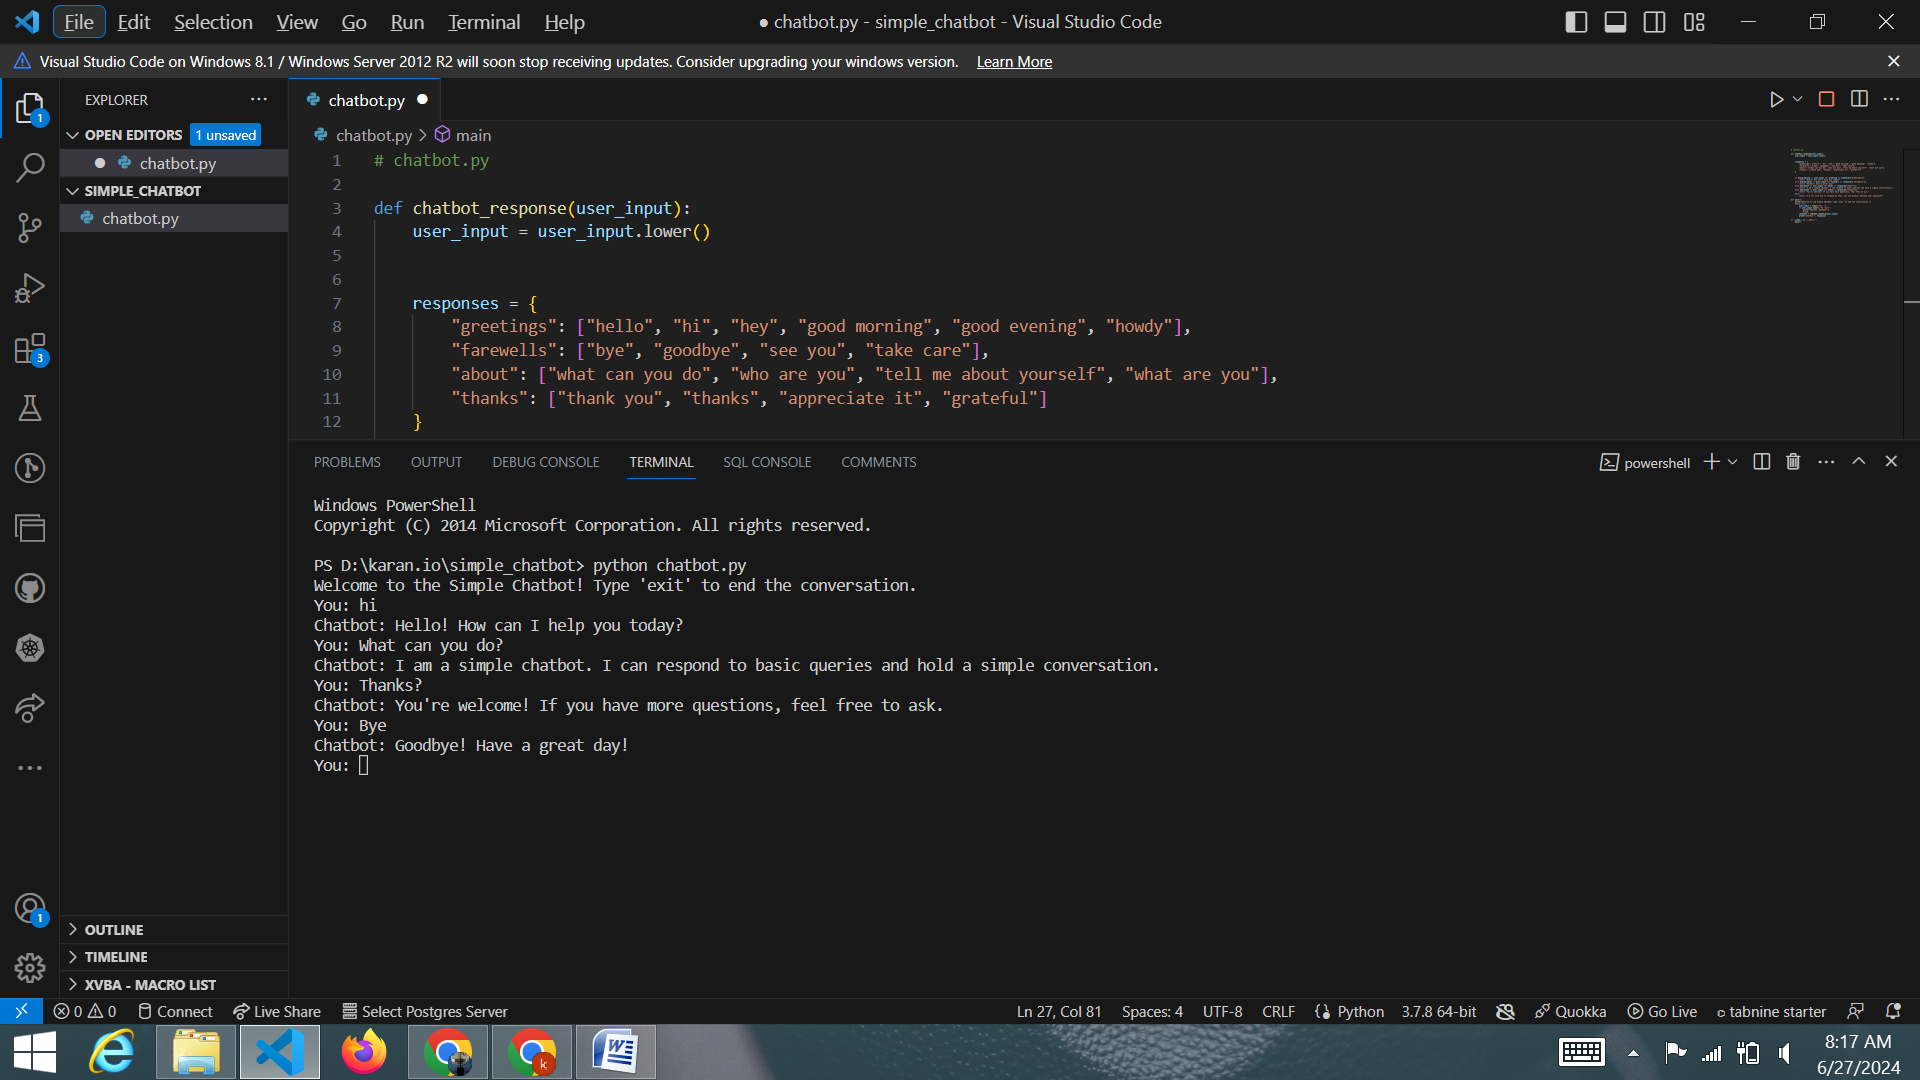 File Edit Selection View Go Run Terminal Help
● chatbot.py - simple_chatbot - Visual Studio Code
Visual Studio Code on Windows 8.1 / Windows Server 2012 R2 will soon stop receiving updates. Consider upgrading your windows version. Learn More
EXPLORER
OPEN EDITORS 1 unsaved
chatbot.py
SIMPLE_CHATBOT
chatbot.py
OUTLINE
TIMELINE
XVBA - MACRO LIST
1
3
1
chatbot.py
chatbot.py > main
1 # chatbot.py
2
3 def chatbot_response(user_input):
4 user_input = user_input.lower()
5
6
7 responses = {
8 "greetings": ["hello", "hi", "hey", "good morning", "good evening", "howdy"],
9 "farewells": ["bye", "goodbye", "see you", "take care"],
10 "about": ["what can you do", "who are you", "tell me about yourself", "what are you"],
11 "thanks": ["thank you", "thanks", "appreciate it", "grateful"]
12 }
PROBLEMS OUTPUT DEBUG CONSOLE TERMINAL SQL CONSOLE COMMENTS
powershell
Windows PowerShell
Copyright (C) 2014 Microsoft Corporation. All rights reserved.
PS D:\karan.io\simple_chatbot> python chatbot.py
Welcome to the Simple Chatbot! Type 'exit' to end the conversation.
You: hi
Chatbot: Hello! How can I help you today?
You: What can you do?
Chatbot: I am a simple chatbot. I can respond to basic queries and hold a simple conversation.
You: Thanks?
Chatbot: You're welcome! If you have more questions, feel free to ask.
You: Bye
Chatbot: Goodbye! Have a great day!
You:
0 0 Connect Live Share Select Postgres Server
Ln 27, Col 81 Spaces: 4 UTF-8 CRLF Python 3.7.8 64-bit Quokka Go Live tabnine starter
k
W
8:17 AM
6/27/2024